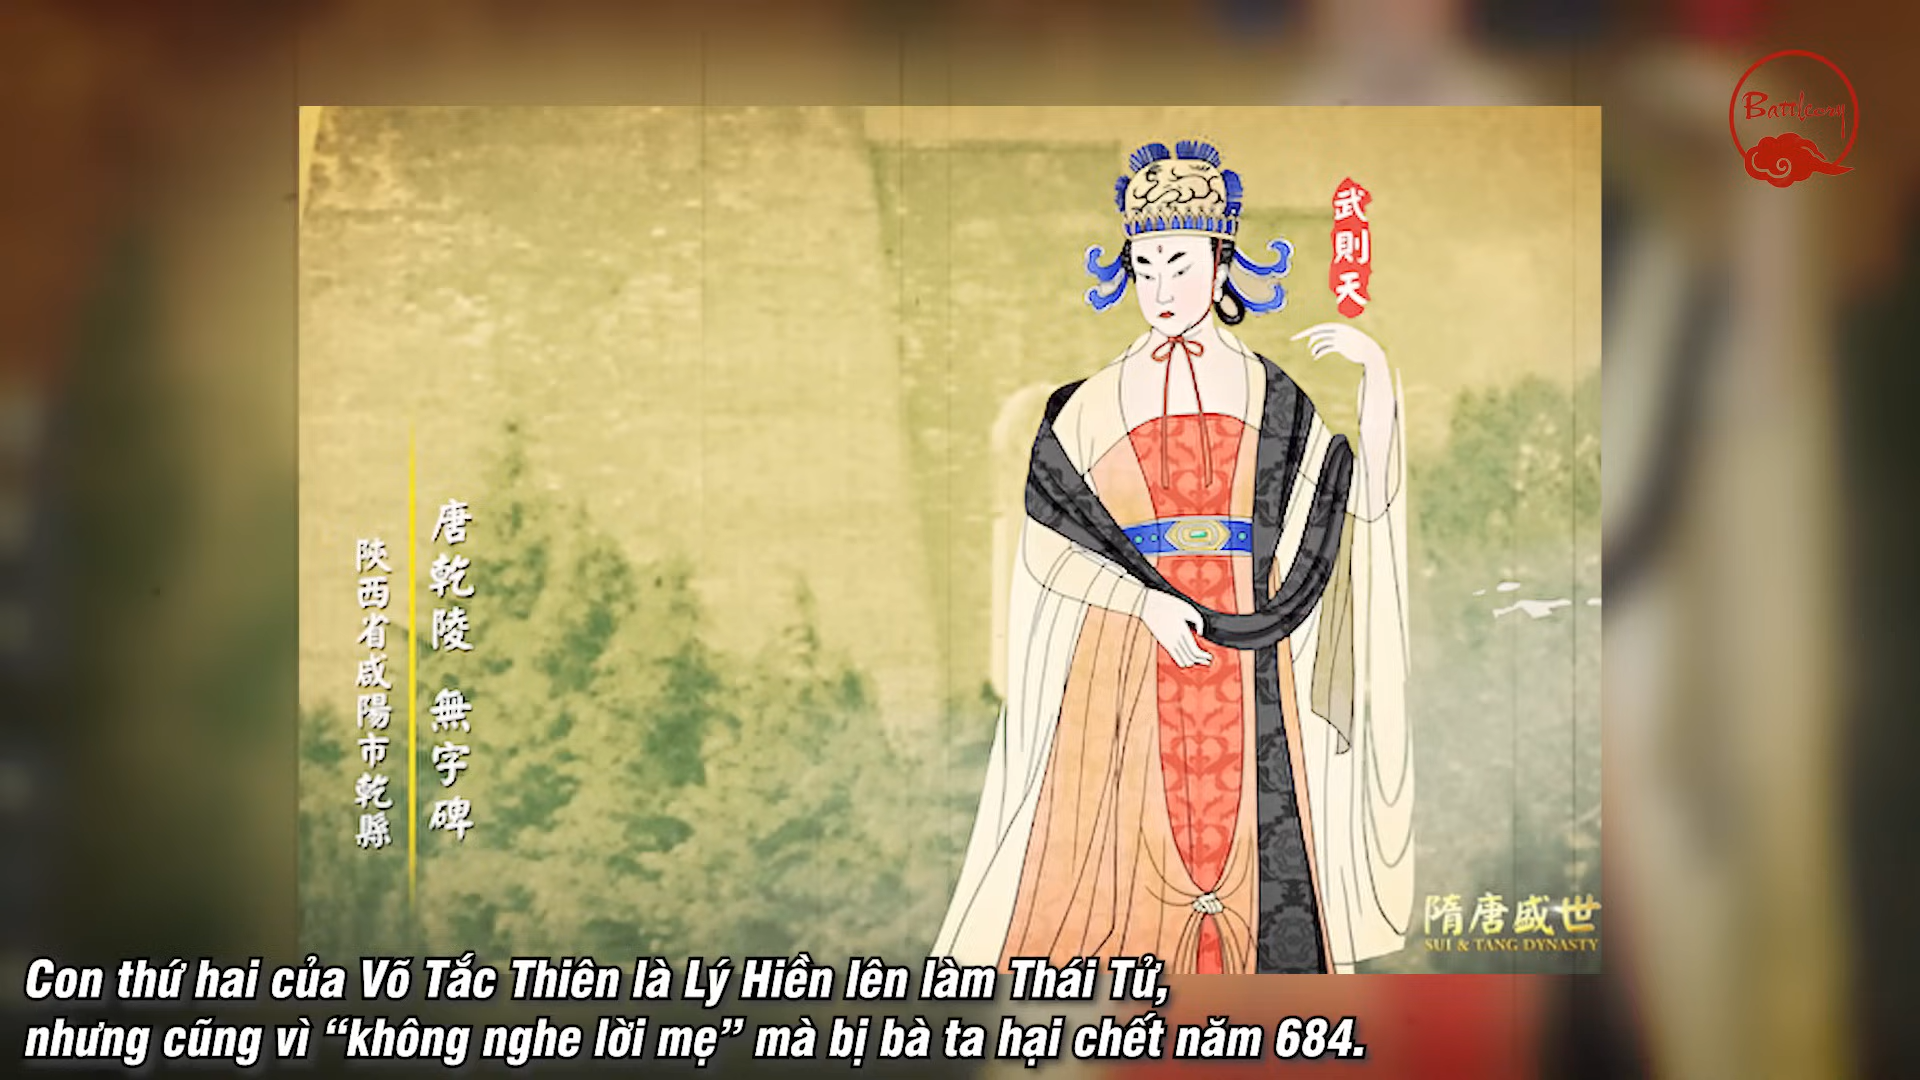 Battlecry
武則天
唐乾陵 無字碑
陝西省咸陽市乾縣
隋唐盛世
SUI & TANG DYNASTY
Con thứ hai của Võ Tắc Thiên là Lý Hiền lên làm Thái Tử,
nhưng cũng vì “không nghe lời mẹ” mà bị bà ta hại chết năm 684.